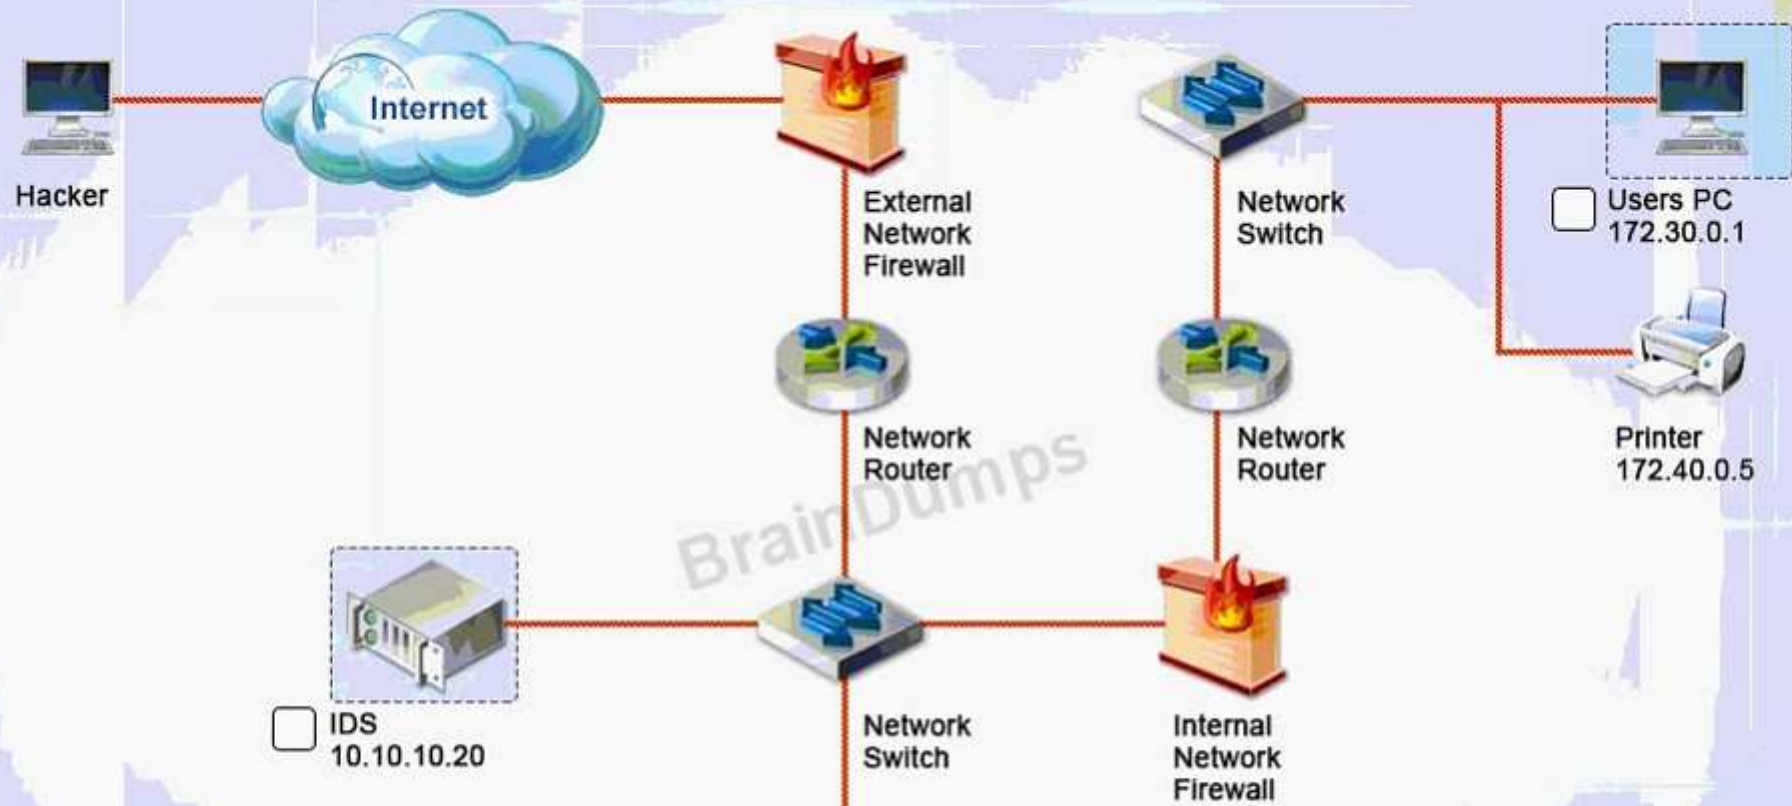 Internet
Hacker
External
Network
Firewall
Network
Switch
Users PC
172.30.0.1
Network
Router
Network
Router
Printer
172.40.0.5
BrainDumps
IDS
10.10.10.20
Network
Switch
Internal
Network
Firewall